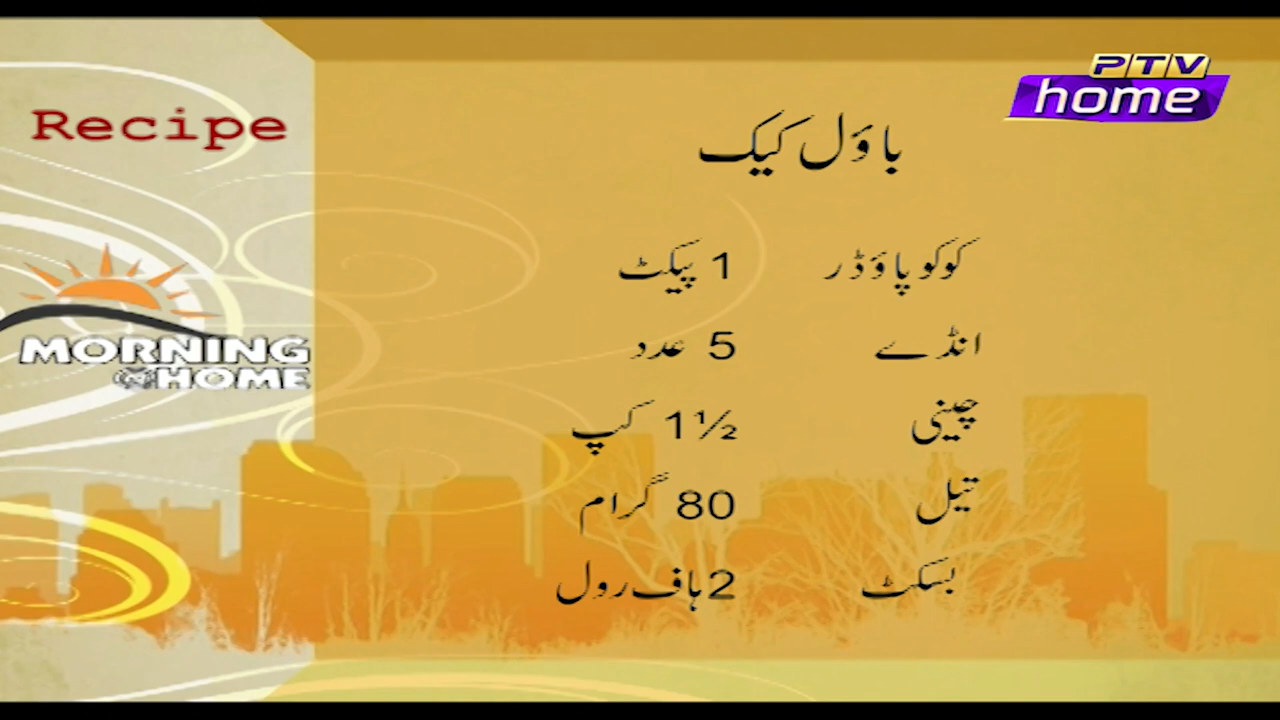 PTV
home
Recipe
باؤل کیک
کوکو پاؤڈر 1 پیکٹ
انڈے 5 عدد
چینی 1½ کپ
تیل 80 گرام
بسکٹ 2 ہاف رول
MORNING
@HOME